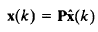 x(k) = Px̂(k)